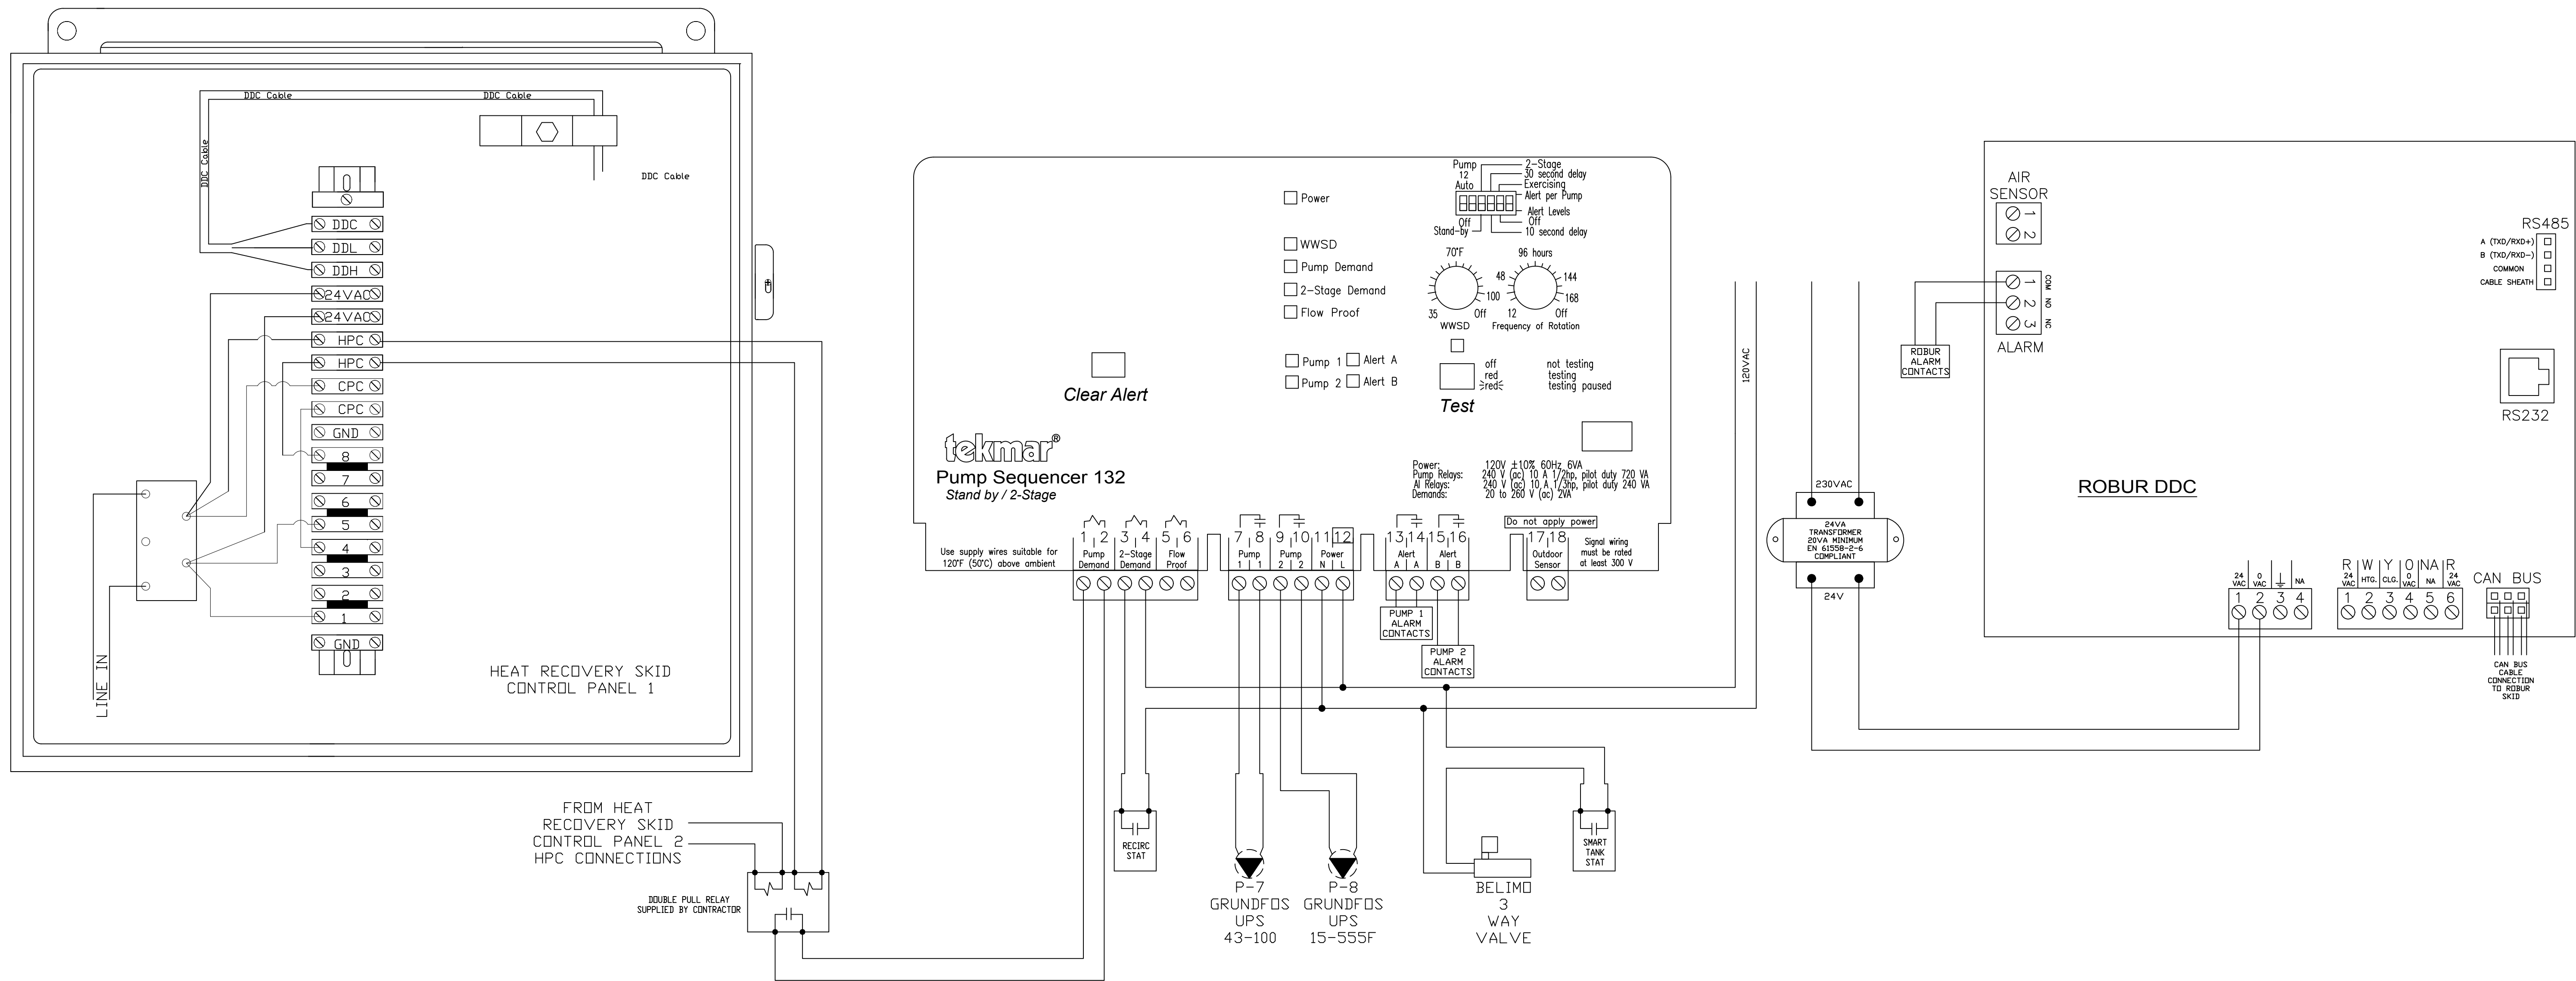 DDC Cable
DDC Cable
DDC Cable
DDC Cable
DDC
DDL
DDH
24VAC
24VAC
HPC
HPC
CPC
CPC
GND
8
7
6
5
4
3
2
1
GND
LINE IN
HEAT RECOVERY SKID
CONTROL PANEL 1
FROM HEAT
RECOVERY SKID
CONTROL PANEL 2
HPC CONNECTIONS
DOUBLE PULL RELAY
SUPPLIED BY CONTRACTOR
Power
WWSD
Pump Demand
2-Stage Demand
Flow Proof
Pump 1
Alert A
Pump 2
Alert B
Clear Alert
tekmar®
Pump Sequencer 132
Stand by / 2-Stage
Pump
12
Auto
2-Stage
30 second delay
Exercising
Alert per Pump
Alert Levels
Off
10 second delay
Off
Stand-by
70°F
100
35
Off
WWSD
96 hours
48
144
168
12
Off
Frequency of Rotation
off
not testing
red
testing
red
testing paused
Test
Power: 120V ±10% 60Hz 6VA
Pump Relays: 240 V (ac) 10 A 1/2hp, pilot duty 720 VA
Al Relays: 240 V (ac) 10 A 1/3hp, pilot duty 240 VA
Demands: 20 to 260 V (ac) 2VA
Do not apply power
Use supply wires suitable for
120°F (50°C) above ambient
1 2 3 4 5 6
Pump
Demand
2-Stage
Demand
Flow
Proof
7 8 9 10 11 12
Pump
1 1
Pump
2 2
Power
N L
13 14 15 16
Alert
A A
Alert
B B
17 18
Outdoor
Sensor
Signal wiring
must be rated
at least 300 V
PUMP 1
ALARM
CONTACTS
PUMP 2
ALARM
CONTACTS
RECIRC
STAT
P-7
GRUNDFOS
UPS
43-100
P-8
GRUNDFOS
UPS
15-555F
BELIMO
3
WAY
VALVE
SMART
TANK
STAT
120VAC
230VAC
24VA
TRANSFORMER
20VA MINIMUM
EN 61558-2-6
COMPLIANT
24V
AIR
SENSOR
1
2
1
2
3
COM
NO
NC
ALARM
ROBUR
ALARM
CONTACTS
RS485
A (TXD/RXD+)
B (TXD/RXD-)
COMMON
CABLE SHEATH
RS232
ROBUR DDC
24
VAC
0
VAC
NA
1 2 3 4
R W Y 0 NA R
24
VAC
HTG.
CLG.
0
VAC
NA
24
VAC
1 2 3 4 5 6
CAN BUS
CAN BUS
CABLE
CONNECTION
TO ROBUR
SKID